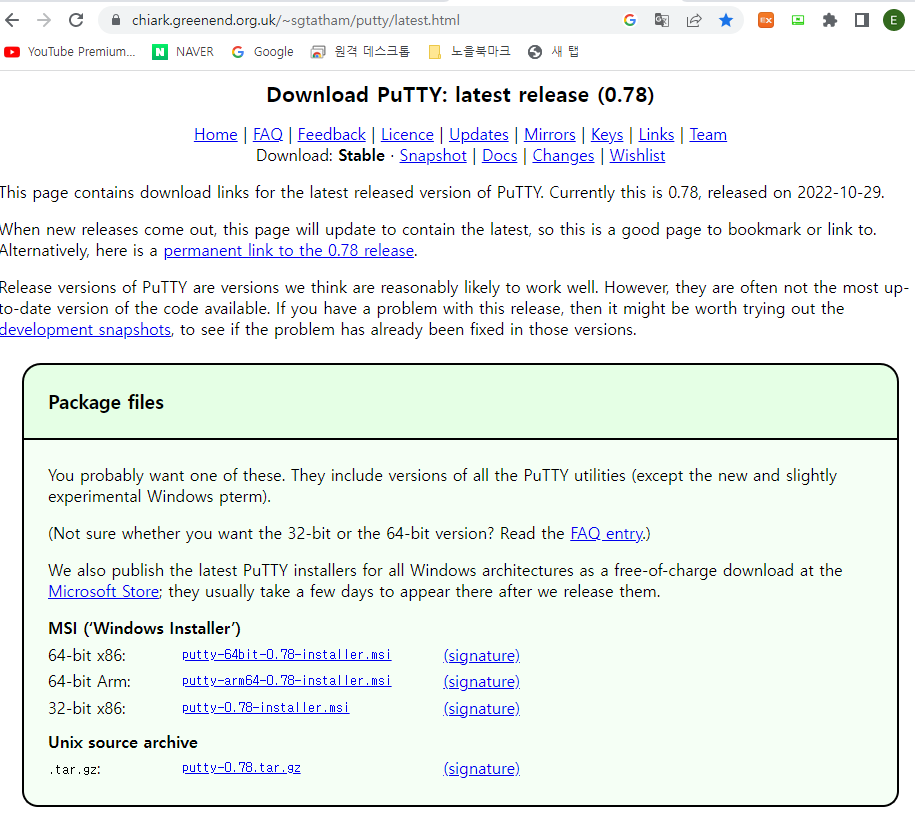 chiark.greenend.org.uk/~sgtatham/putty/latest.html
YouTube Premium... NAVER Google 원격 데스크톱 노을북마크 새 탭
Download PuTTY: latest release (0.78)
Home | FAQ | Feedback | Licence | Updates | Mirrors | Keys | Links | Team
Download: Stable · Snapshot | Docs | Changes | Wishlist
This page contains download links for the latest released version of PuTTY. Currently this is 0.78, released on 2022-10-29.
When new releases come out, this page will update to contain the latest, so this is a good page to bookmark or link to.
Alternatively, here is a permanent link to the 0.78 release.
Release versions of PuTTY are versions we think are reasonably likely to work well. However, they are often not the most up-
to-date version of the code available. If you have a problem with this release, then it might be worth trying out the
development snapshots, to see if the problem has already been fixed in those versions.
Package files
You probably want one of these. They include versions of all the PuTTY utilities (except the new and slightly
experimental Windows pterm).
(Not sure whether you want the 32-bit or the 64-bit version? Read the FAQ entry.)
We also publish the latest PuTTY installers for all Windows architectures as a free-of-charge download at the
Microsoft Store; they usually take a few days to appear there after we release them.
MSI (‘Windows Installer’)
64-bit x86: putty-64bit-0.78-installer.msi (signature)
64-bit Arm: putty-arm64-0.78-installer.msi (signature)
32-bit x86: putty-0.78-installer.msi (signature)
Unix source archive
.tar.gz: putty-0.78.tar.gz (signature)